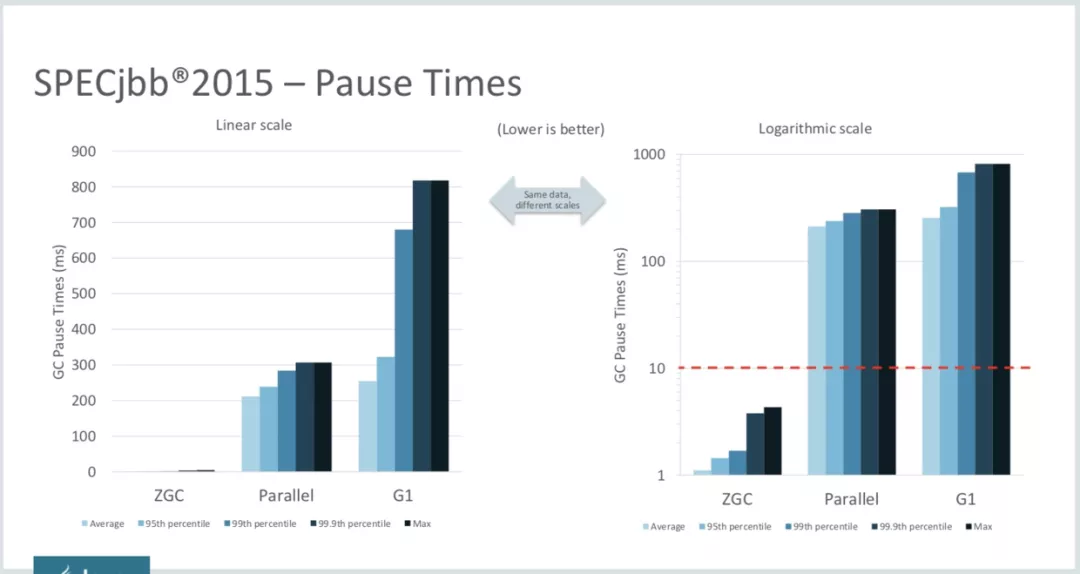 SPECjbb®2015 – Pause Times
Linear scale
(Lower is better)
Logarithmic scale
Same data,
different scales
GC Pause Times (ms)
900
800
700
600
500
400
300
200
100
0
ZGC
Parallel
G1
Average
95th percentile
99th percentile
99.9th percentile
Max
GC Pause Times (ms)
1000
100
10
1
ZGC
Parallel
G1
Average
95th percentile
99th percentile
99.9th percentile
Max